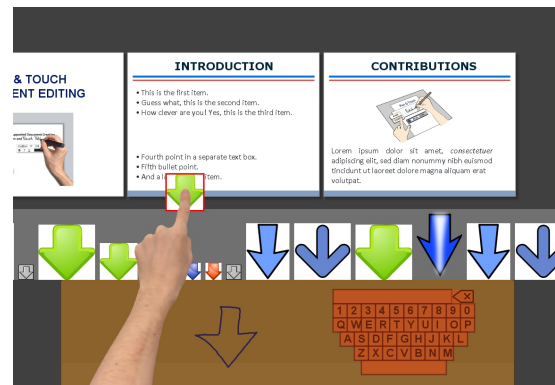 & TOUCH
ENT EDITING
INTRODUCTION
• This is the first item.
• Guess what, this is the second item.
• How clever are you! Yes, this is the third item.
• Fourth point in a separate text box.
• Fifth bullet point.
• And a l item.
CONTRIBUTIONS
Lorem ipsum dolor sit amet, consectetuer
adipiscing elit, sed diam nonummy nibh euismod
tincidunt ut laoreet dolore magna aliquam erat
volutpat.
1 2 3 4 5 6 7 8 9 0
Q W E R T Y U I O P
A S D F G H J K L
Z X C V B N M